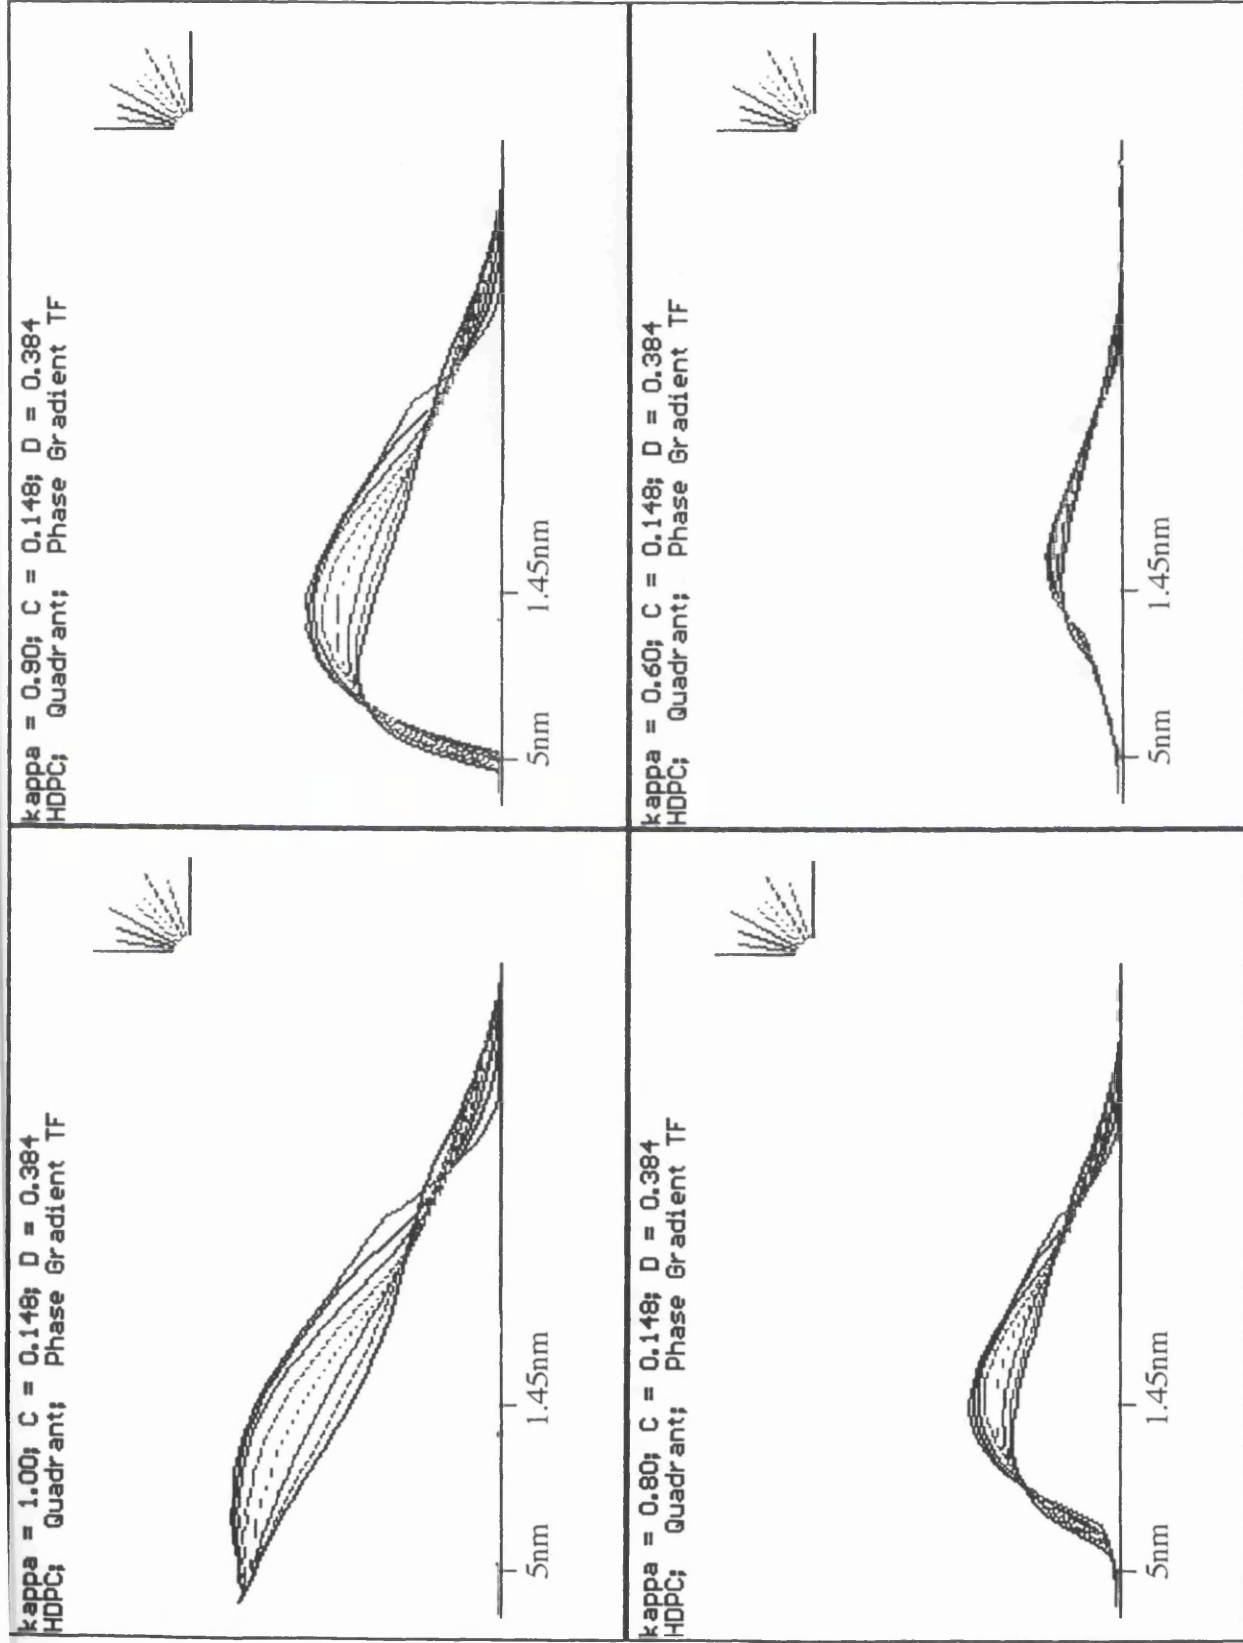 kappa = 1.00; C = 0.148; D = 0.384
HDPC; Quadrant; Phase Gradient TF
5nm 1.45nm
kappa = 0.90; C = 0.148; D = 0.384
HDPC; Quadrant; Phase Gradient TF
5nm 1.45nm
kappa = 0.80; C = 0.148; D = 0.384
HDPC; Quadrant; Phase Gradient TF
5nm 1.45nm
kappa = 0.60; C = 0.148; D = 0.384
HDPC; Quadrant; Phase Gradient TF
5nm 1.45nm